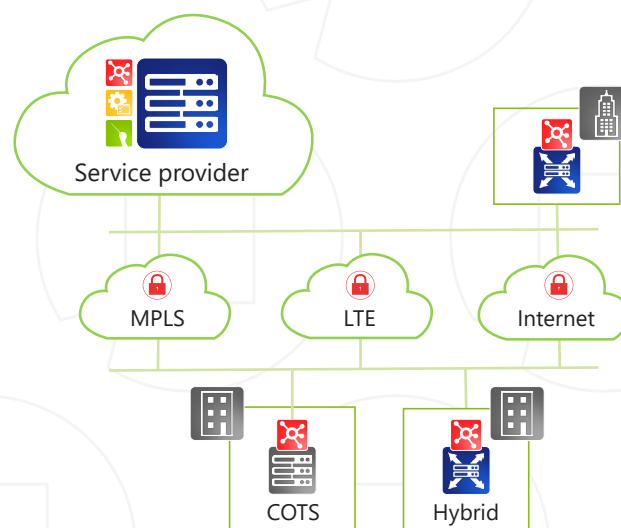 Service provider
MPLS
LTE
Internet
COTS
Hybrid